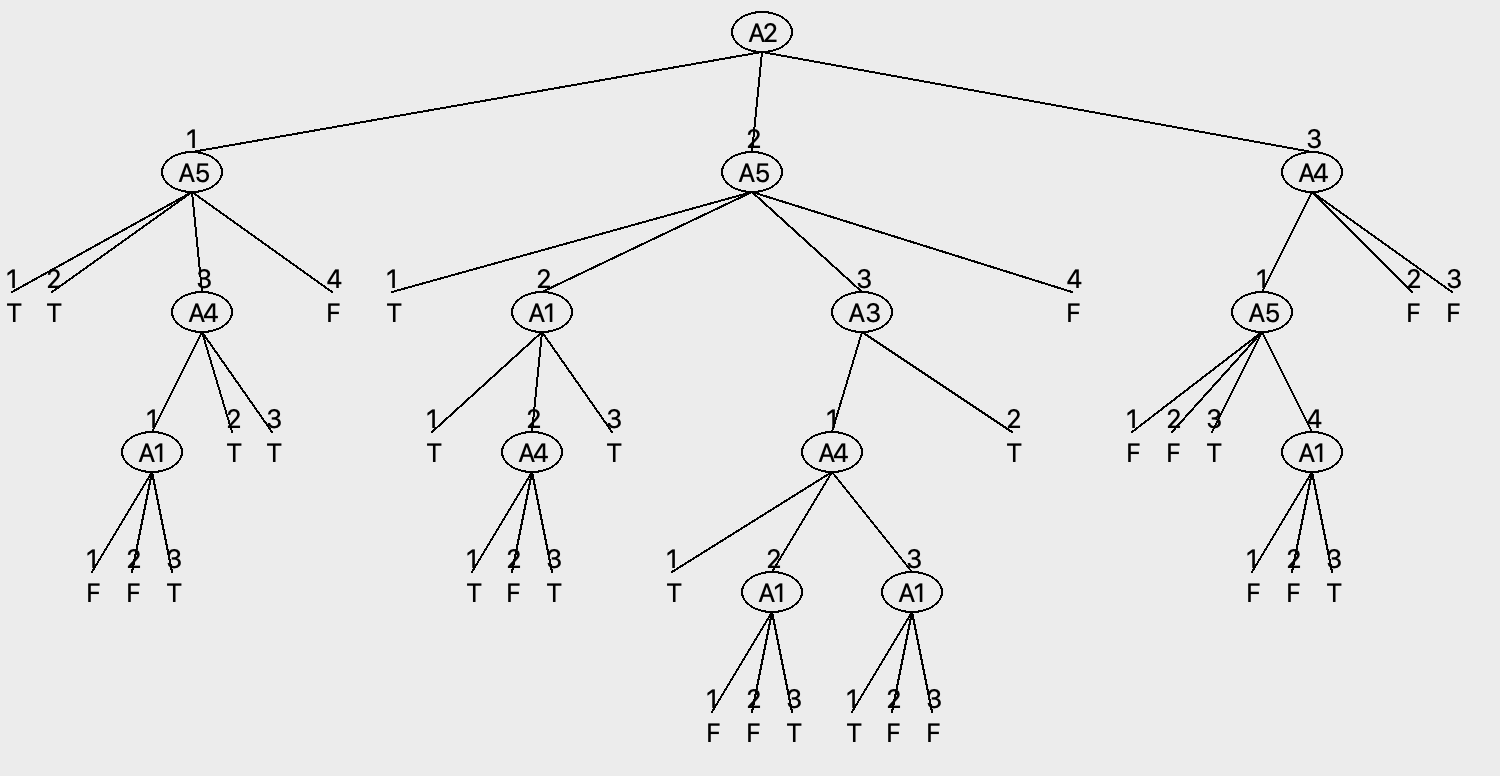 A2
1 2 3
A5 A5 A4
1 2 3 4 1 2 3 4 1 2 3
T T A4 F T A1 A3 F A5 F F
1 2 3 1 2 3 1 2 1 2 3 4
A1 T T T A4 T A4 T F F T A1
1 2 3 1 2 3 1 2 3 1 2 3
F F T T F T T A1 A1 F F T
1 2 3 1 2 3
F F T T F F